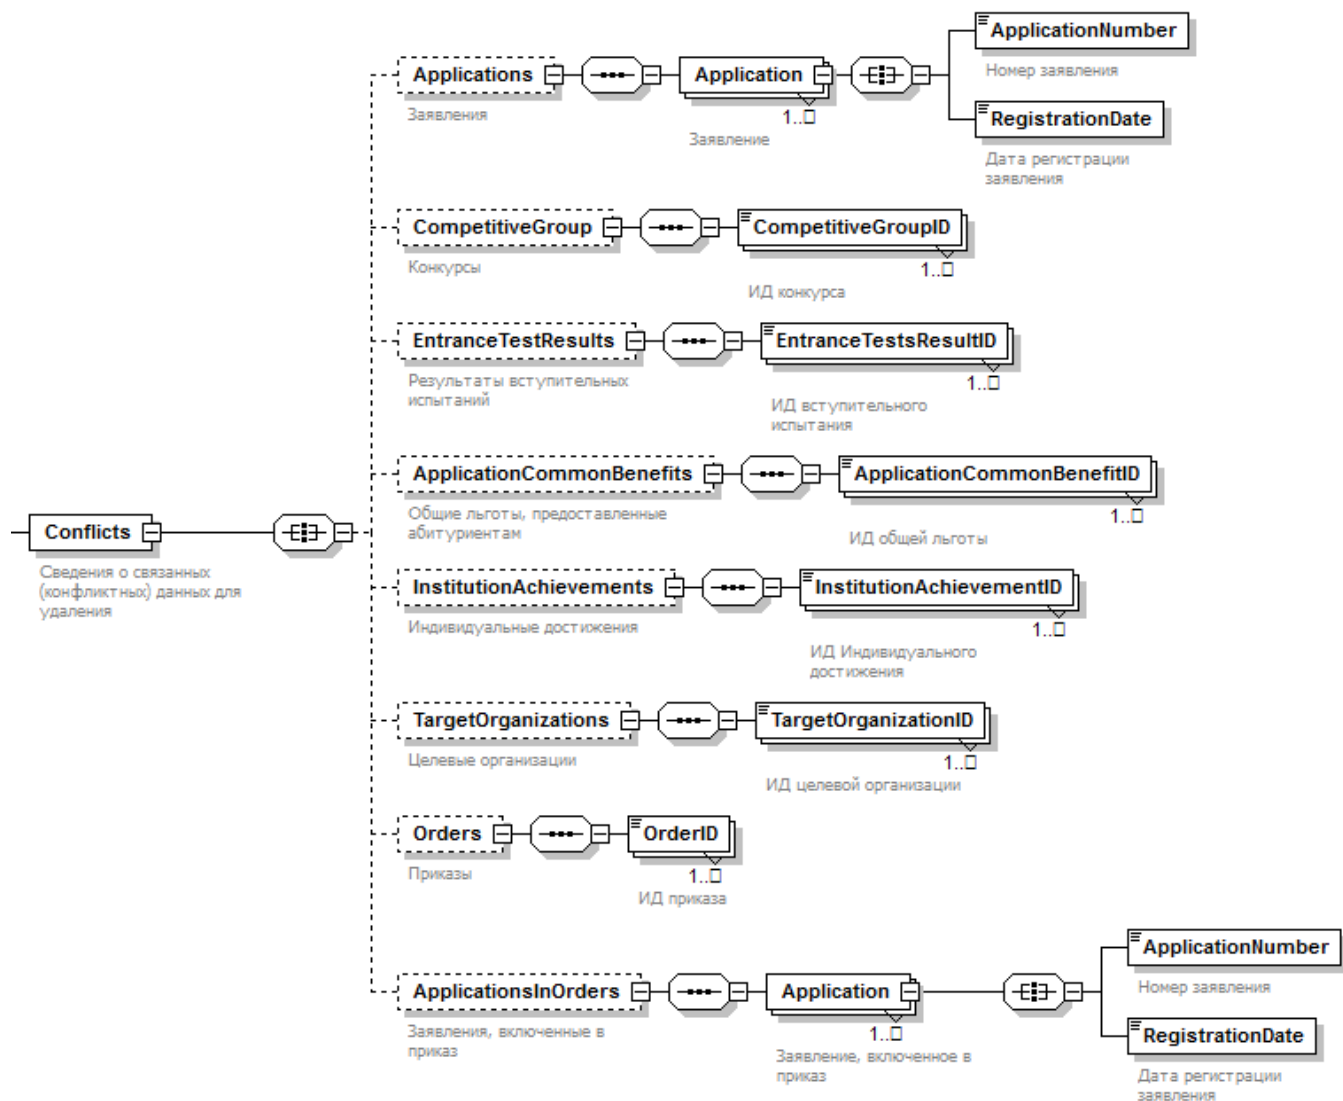 Applications
Заявления
Application
1..□
Заявление
ApplicationNumber
Номер заявления
RegistrationDate
Дата регистрации
заявления
CompetitiveGroup
Конкурсы
CompetitiveGroupID
1..□
ИД конкурса
EntranceTestResults
Результаты вступительных
испытаний
EntranceTestsResultID
1..□
ИД вступительного
испытания
ApplicationCommonBenefits
Общие льготы, предоставленные
абитуриентам
ApplicationCommonBenefitID
1..□
ИД общей льготы
Conflicts
Сведения о связанных
(конфликтных) данных для
удаления
InstitutionAchievements
Индивидуальные достижения
InstitutionAchievementID
1..□
ИД Индивидуального
достижения
TargetOrganizations
Целевые организации
TargetOrganizationID
1..□
ИД целевой организации
Orders
Приказы
OrderID
1..□
ИД приказа
ApplicationsInOrders
Заявления, включенные в
приказ
Application
1..□
Заявление, включенное в
приказ
ApplicationNumber
Номер заявления
RegistrationDate
Дата регистрации
заявления